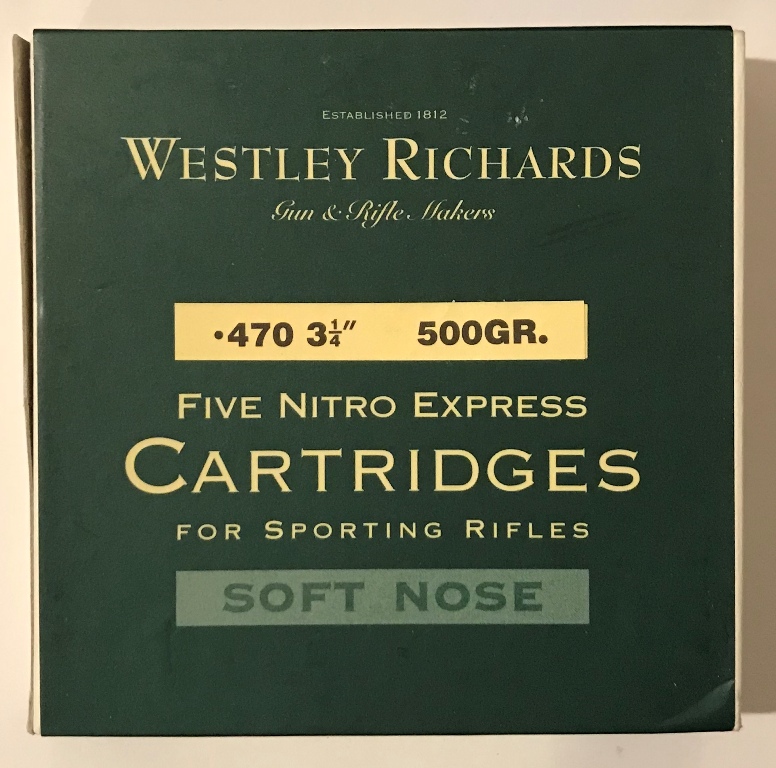 ESTABLISHED 1812
WESTLEY RICHARDS
Gun & Rifle Makers
·470 3¼" 500GR.
FIVE NITRO EXPRESS
CARTRIDGES
FOR SPORTING RIFLES
SOFT NOSE